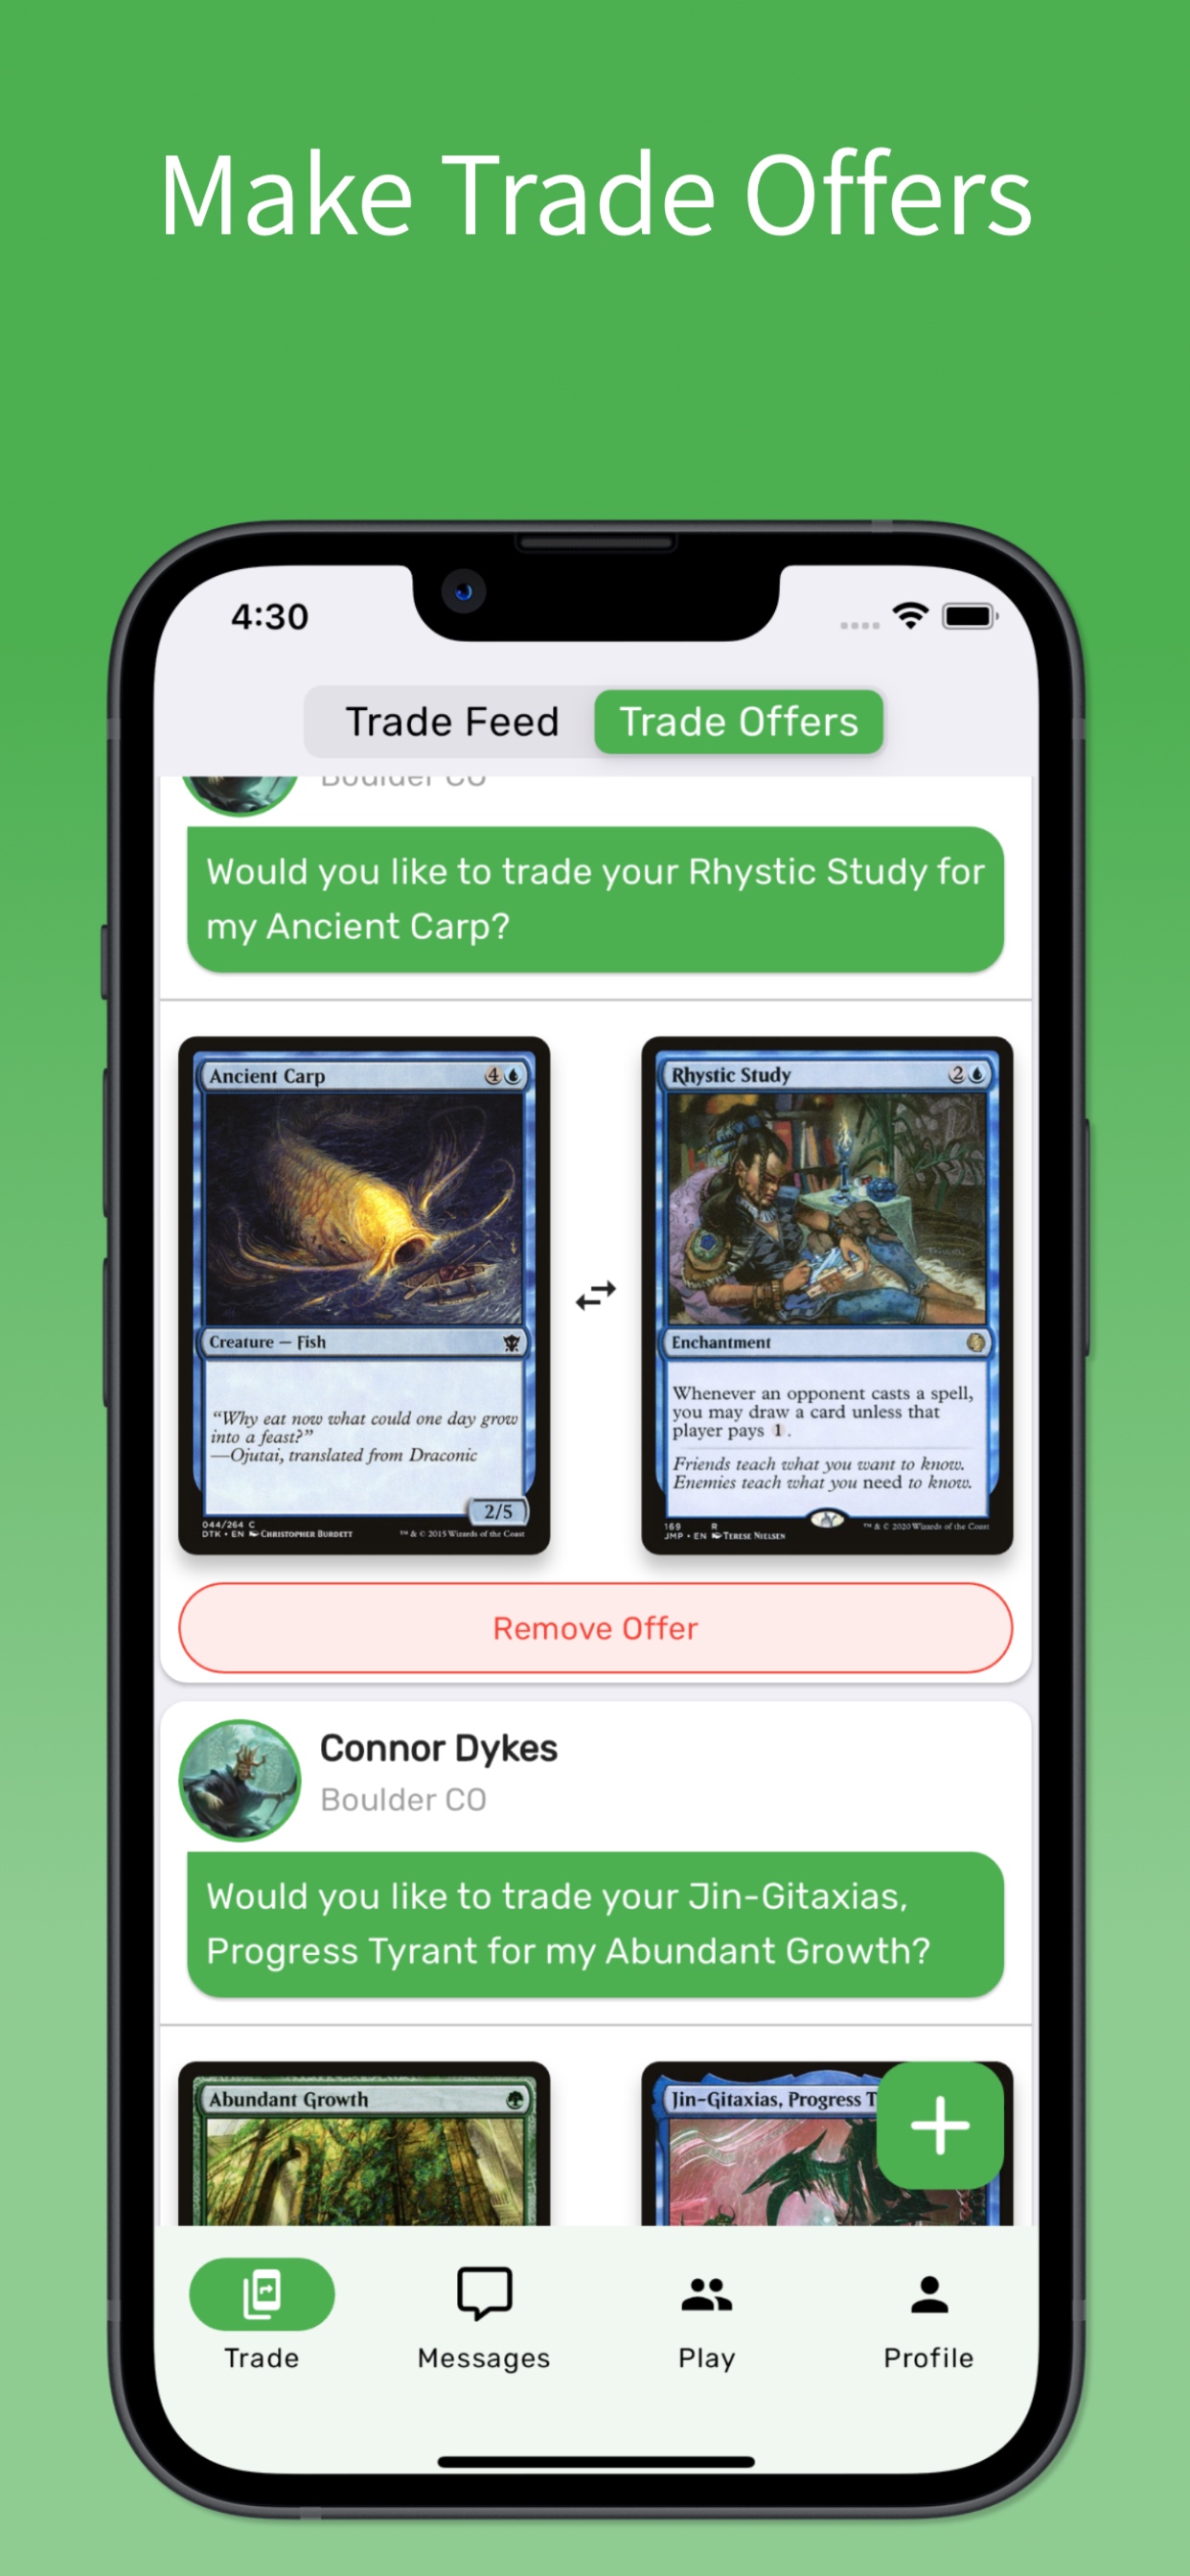 Make Trade Offers
4:30
Trade Feed
Trade Offers
Boulder CO
Would you like to trade your Rhystic Study for
my Ancient Carp?
Ancient Carp
4
Creature — Fish
“Why eat now what could one day grow
into a feast?”
—Ojutai, translated from Draconic
2/5
044/264 C
DTK • EN Christopher Burdett
™ & © 2015 Wizards of the Coast
Rhystic Study
2
Enchantment
Whenever an opponent casts a spell,
you may draw a card unless that
player pays 1.
Friends teach what you want to know.
Enemies teach what you need to know.
169 R
JMP • EN Terese Nielsen
™ & © 2020 Wizards of the Coast
Remove Offer
Connor Dykes
Boulder CO
Would you like to trade your Jin-Gitaxias,
Progress Tyrant for my Abundant Growth?
Abundant Growth
Jin-Gitaxias, Progress T
Trade
Messages
Play
Profile